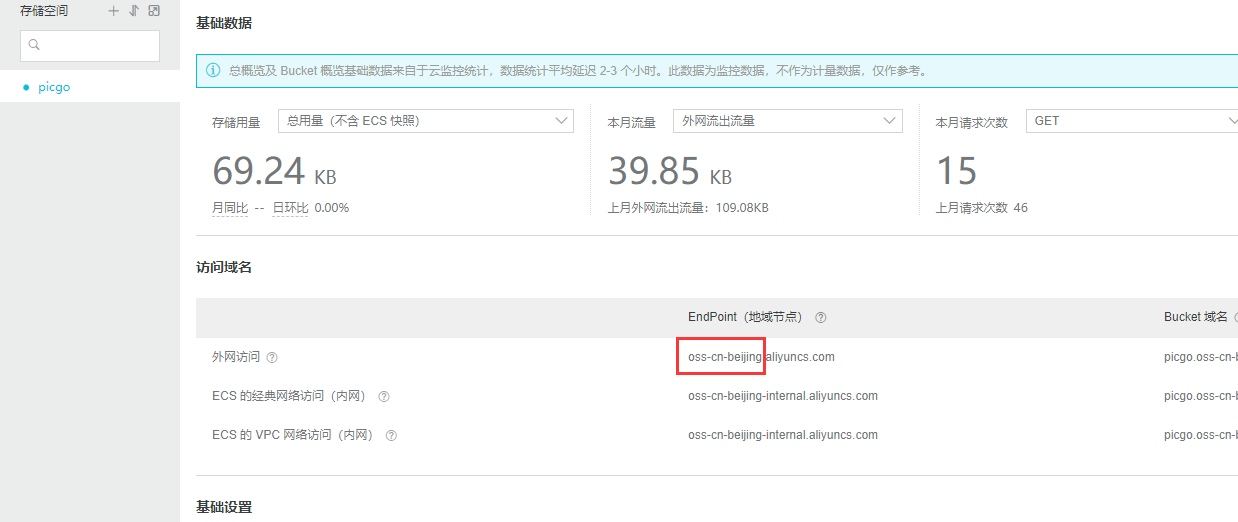 存储空间
picgo
基础数据
总概览及 Bucket 概览基础数据来自于云监控统计，数据统计平均延迟 2-3 个小时。此数据为监控数据，不作为计量数据，仅作参考。
存储用量 总用量（不含 ECS 快照）
69.24 KB
月同比 -- 日环比 0.00%
本月流量 外网流出流量
39.85 KB
上月外网流出流量：109.08KB
本月请求次数 GET
15
上月请求次数 46
访问域名
EndPoint（地域节点） Bucket 域名
外网访问 oss-cn-beijing.aliyuncs.com picgo.oss-cn-b
ECS 的经典网络访问（内网） oss-cn-beijing-internal.aliyuncs.com picgo.oss-cn-b
ECS 的 VPC 网络访问（内网） oss-cn-beijing-internal.aliyuncs.com picgo.oss-cn-b
基础设置